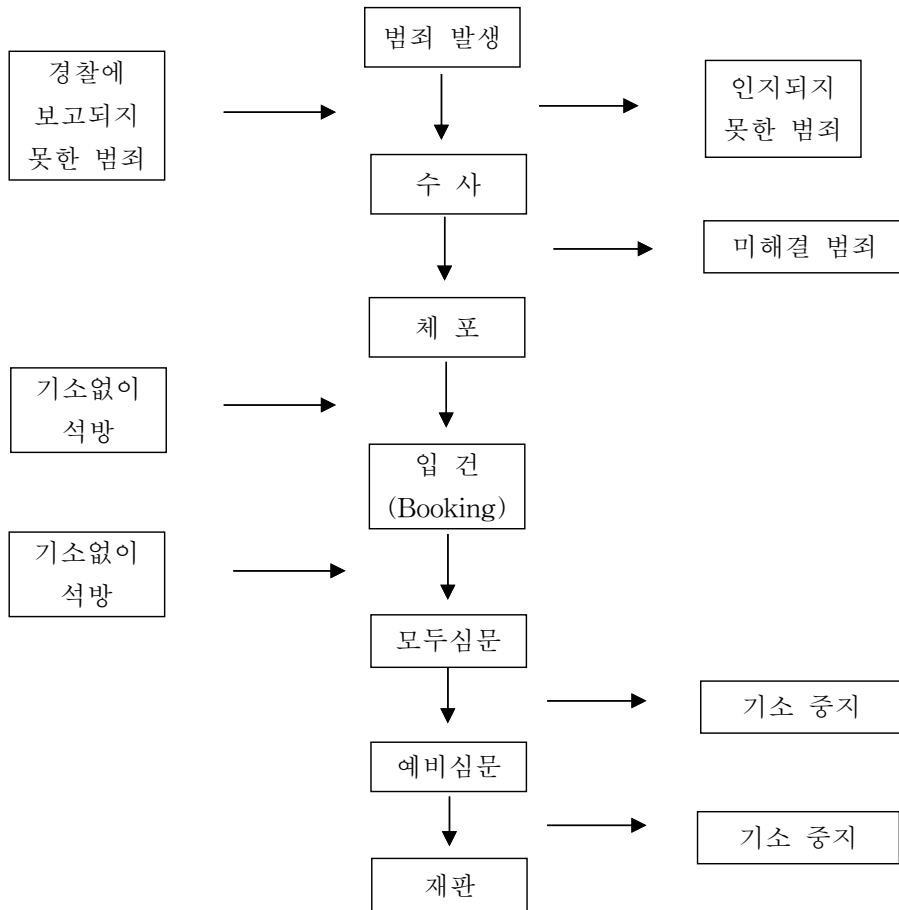 범죄 발생
경찰에
보고되지
못한 범죄
인지되지
못한 범죄
수 사
미해결 범죄
체 포
기소없이
석방
입 건
(Booking)
기소없이
석방
모두심문
기소 중지
예비심문
기소 중지
재판